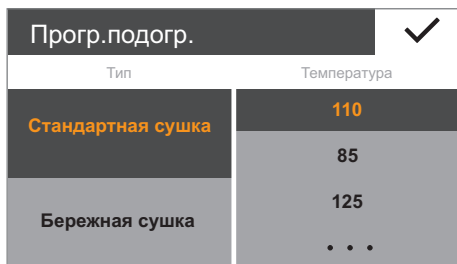 Прогр.подогр.
Тип
Температура
Стандартная сушка
110
85
125
Бережная сушка
• • •